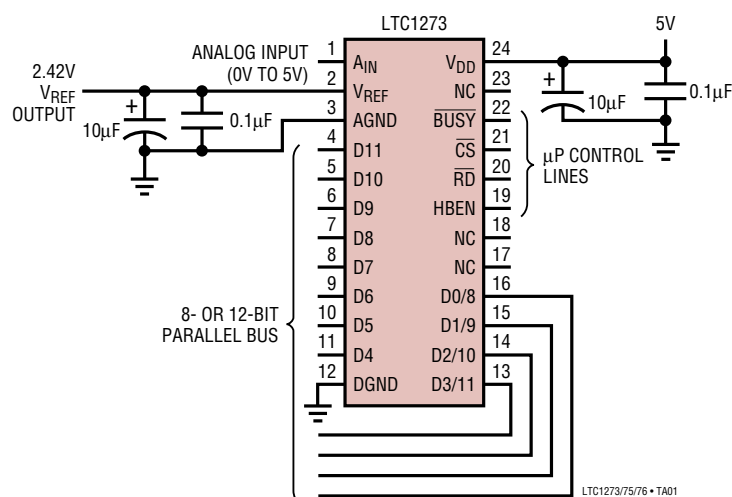 LTC1273
ANALOG INPUT
(0V TO 5V)
2.42V
VREF
OUTPUT
+
10µF
0.1µF
1
AIN
2
VREF
3
AGND
4
D11
5
D10
6
D9
7
D8
8
D7
9
D6
10
D5
11
D4
12
DGND
24
VDD
23
NC
22
BUSY
21
CS
20
RD
19
HBEN
18
NC
17
NC
16
D0/8
15
D1/9
14
D2/10
13
D3/11
5V
+
10µF
0.1µF
µP CONTROL
LINES
8- OR 12-BIT
PARALLEL BUS
LTC1273/75/76 • TA01